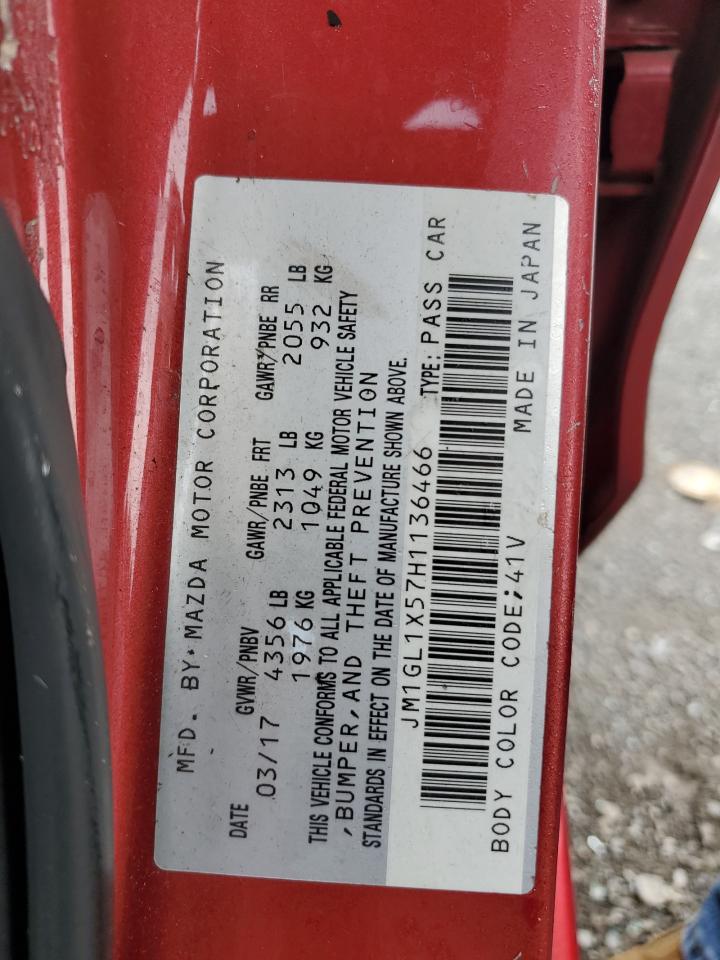 MFD. BY MAZDA MOTOR CORPORATION
DATE GVWR/PNBV GAWR/PNBE FRT GAWR/PNBE RR
03/17 4356 LB 2313 LB 2055 LB
1976 KG 1049 KG 932 KG
THIS VEHICLE CONFORMS TO ALL APPLICABLE FEDERAL MOTOR VEHICLE SAFETY
,BUMPER,AND THEFT PREVENTION
STANDARDS IN EFFECT ON THE DATE OF MANUFACTURE SHOWN ABOVE.
JM1GL1X57H1136466 TYPE: PASS CAR
BODY COLOR CODE;41V MADE IN JAPAN